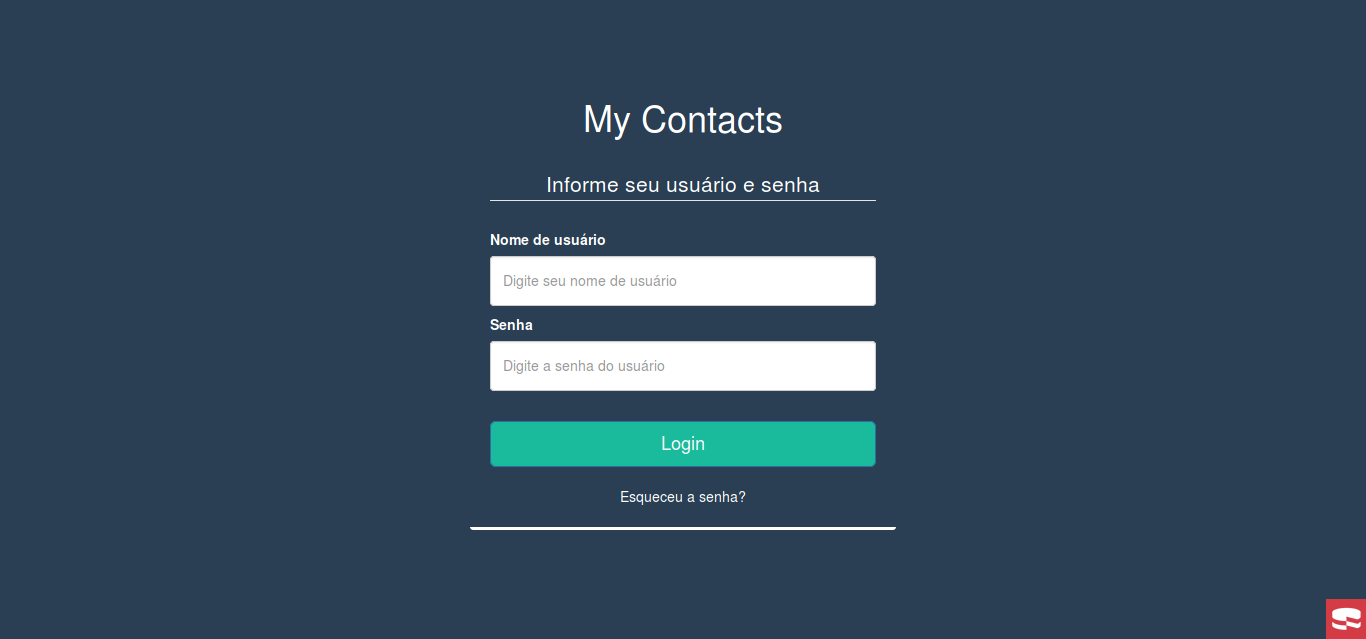 My Contacts
Informe seu usuário e senha
Nome de usuário
Digite seu nome de usuário
Senha
Digite a senha do usuário
Login
Esqueceu a senha?